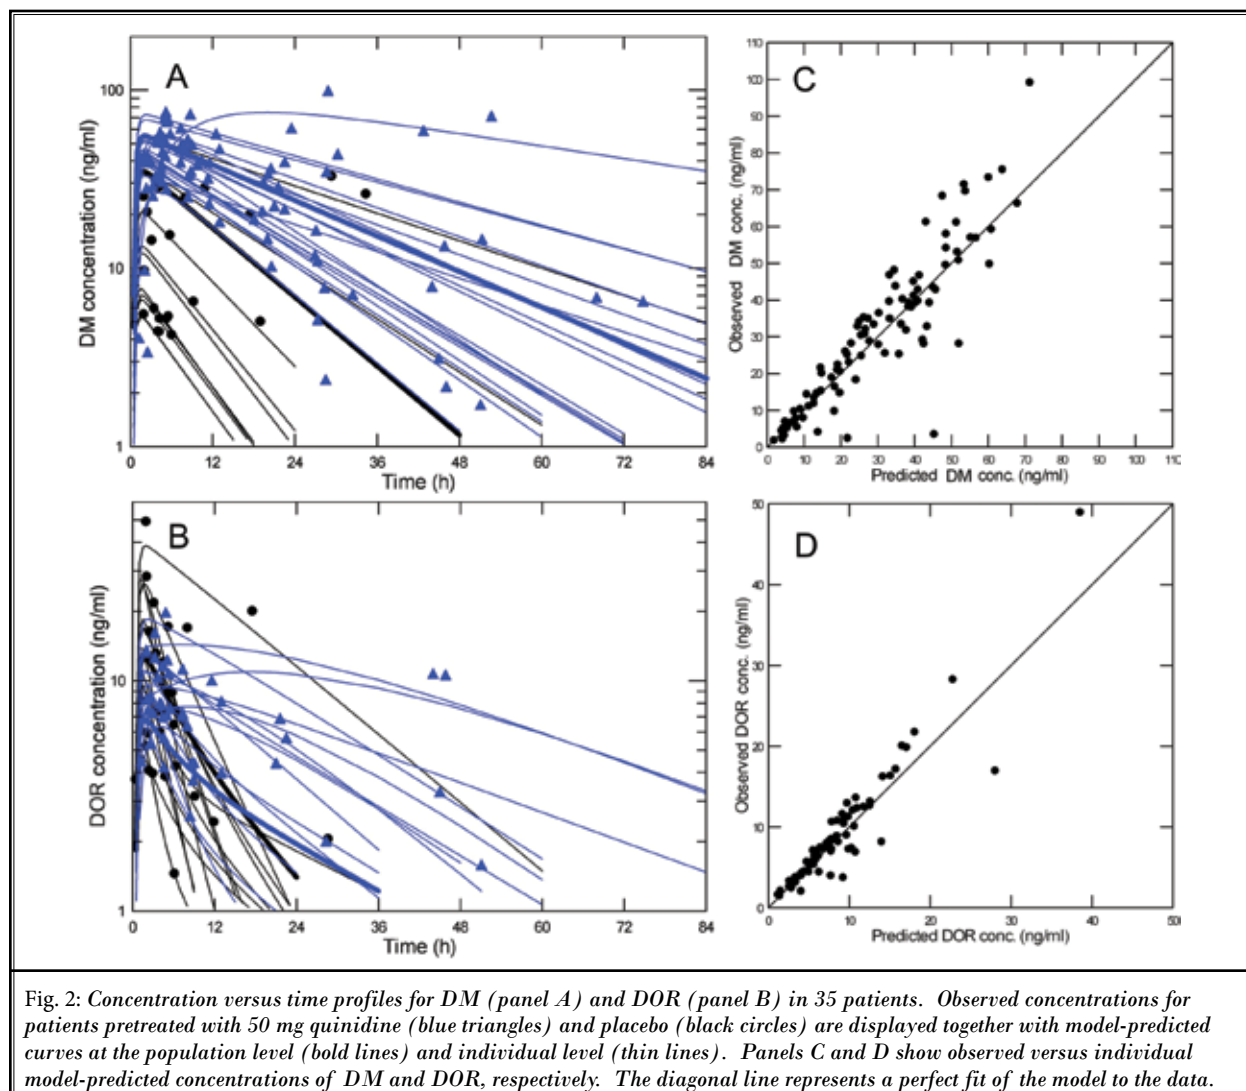 A
DM concentration (ng/ml)
100
10
1
0 12 24 36 48 60 72 84
Time (h)
C
Observed DM conc. (ng/ml)
110
100
90
80
70
60
50
40
30
20
10
0
0 10 20 30 40 50 60 70 80 90 100 110
Predicted DM conc. (ng/ml)
B
DOR concentration (ng/ml)
10
1
0 12 24 36 48 60 72 84
Time (h)
D
Observed DOR conc. (ng/ml)
50
40
30
20
10
0
0 10 20 30 40 500
Predicted DOR conc. (ng/ml)
Fig. 2: Concentration versus time profiles for DM (panel A) and DOR (panel B) in 35 patients. Observed concentrations for
patients pretreated with 50 mg quinidine (blue triangles) and placebo (black circles) are displayed together with model-predicted
curves at the population level (bold lines) and individual level (thin lines). Panels C and D show observed versus individual
model-predicted concentrations of DM and DOR, respectively. The diagonal line represents a perfect fit of the model to the data.